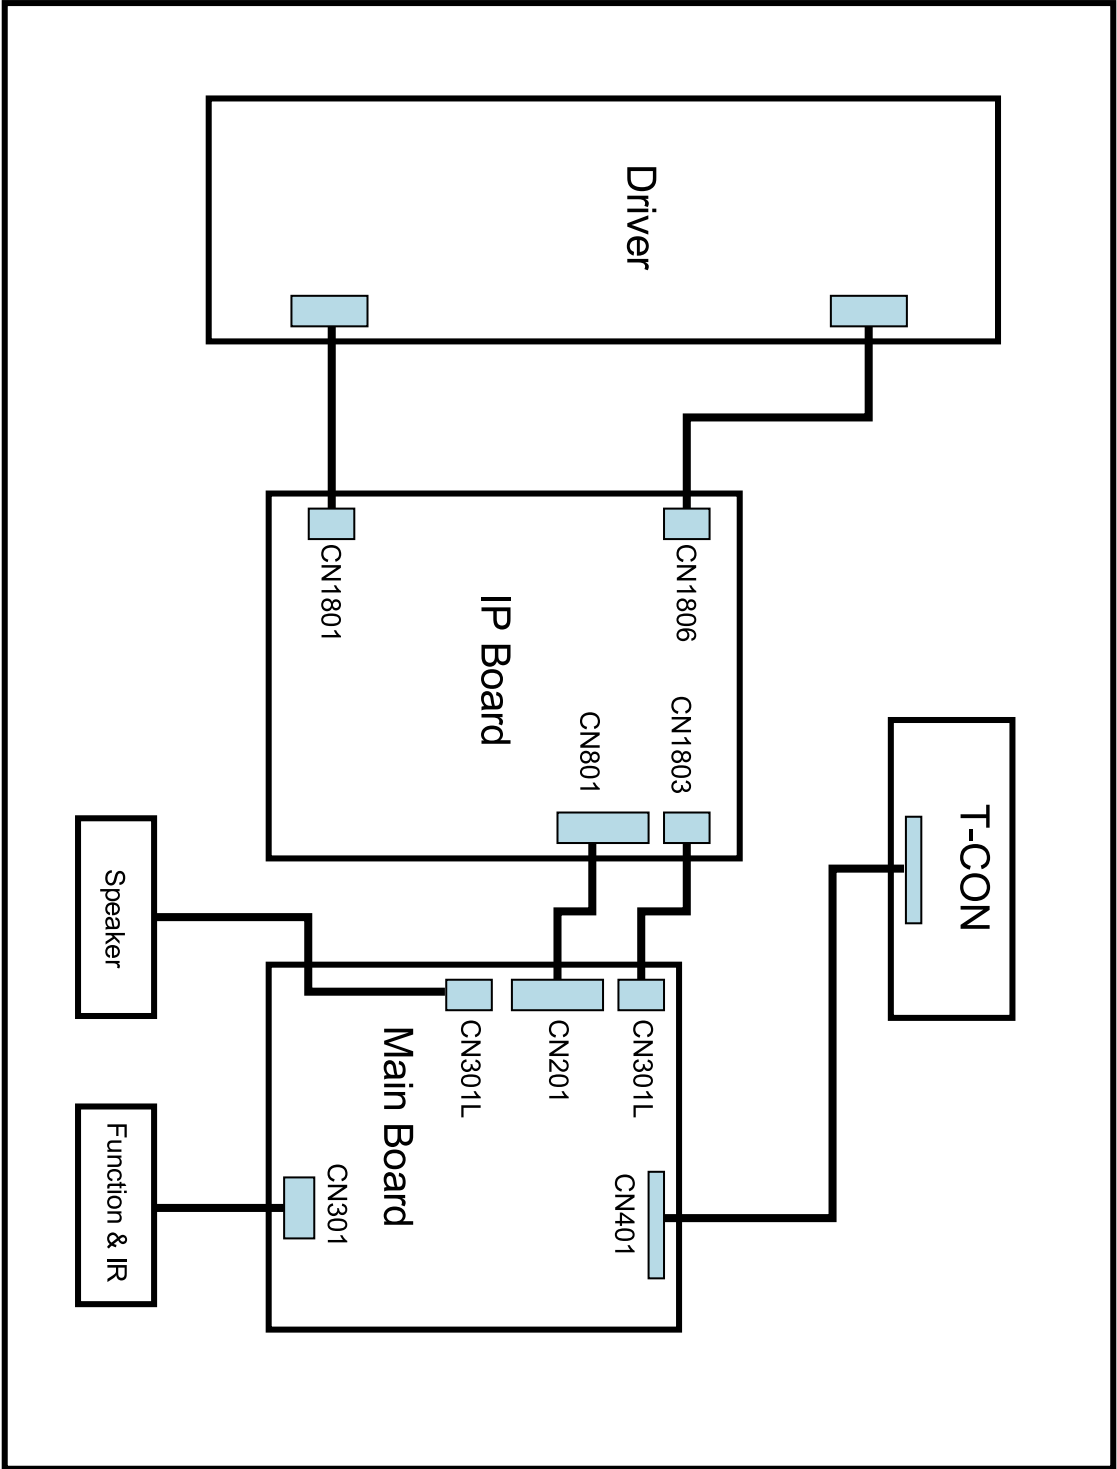 Driver
CN1801
CN1806
IP Board
CN801
CN1803
T-CON
Speaker
CN301L
CN201
CN301L
Main Board
CN401
CN301
Function & IR